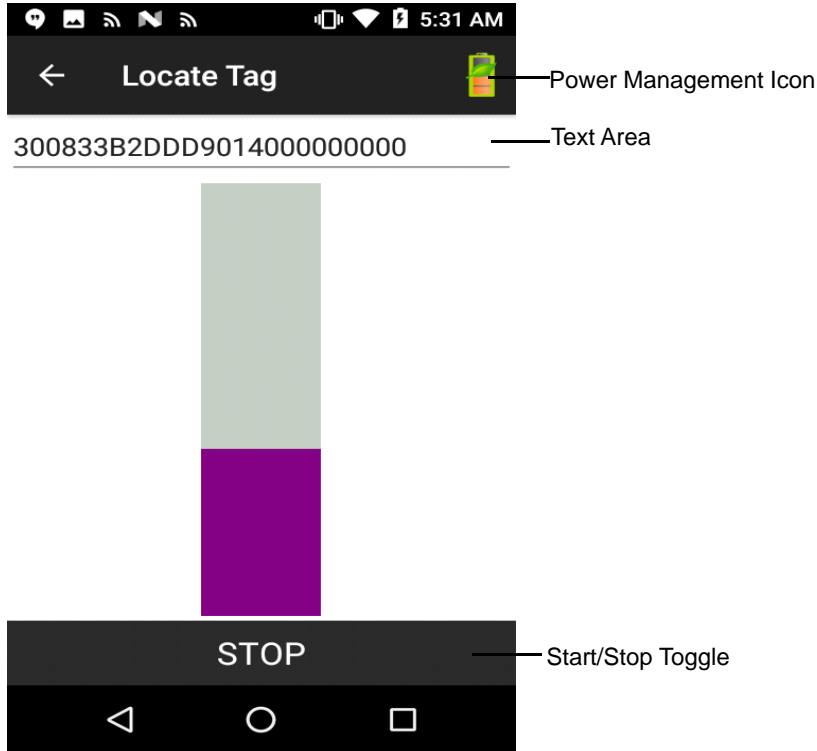 5:31 AM
Locate Tag
Power Management Icon
300833B2DDD9014000000000
Text Area
STOP
Start/Stop Toggle